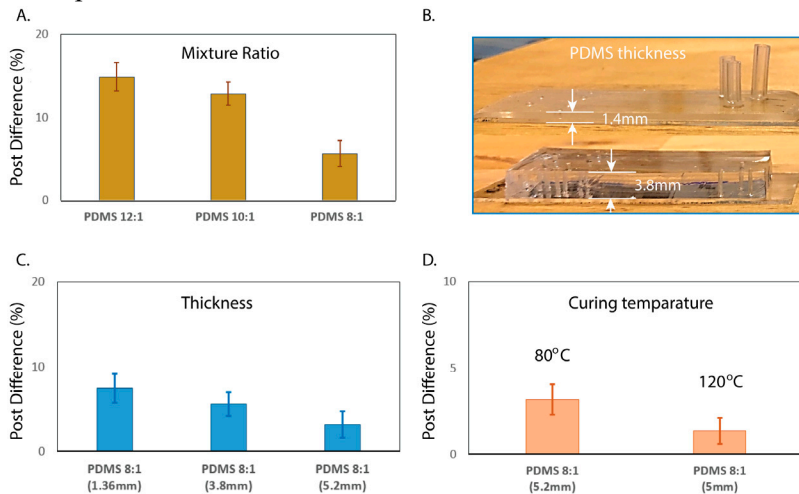 A.
Post Difference (%)
20
10
0
Mixture Ratio
PDMS 12:1
PDMS 10:1
PDMS 8:1
B.
PDMS thickness
1.4mm
3.8mm
C.
Post Difference (%)
20
10
0
Thickness
PDMS 8:1
(1.36mm)
PDMS 8:1
(3.8mm)
PDMS 8:1
(5.2mm)
D.
Post Difference (%)
10
5
0
Curing temparature
80°C
120°C
PDMS 8:1
(5.2mm)
PDMS 8:1
(5mm)